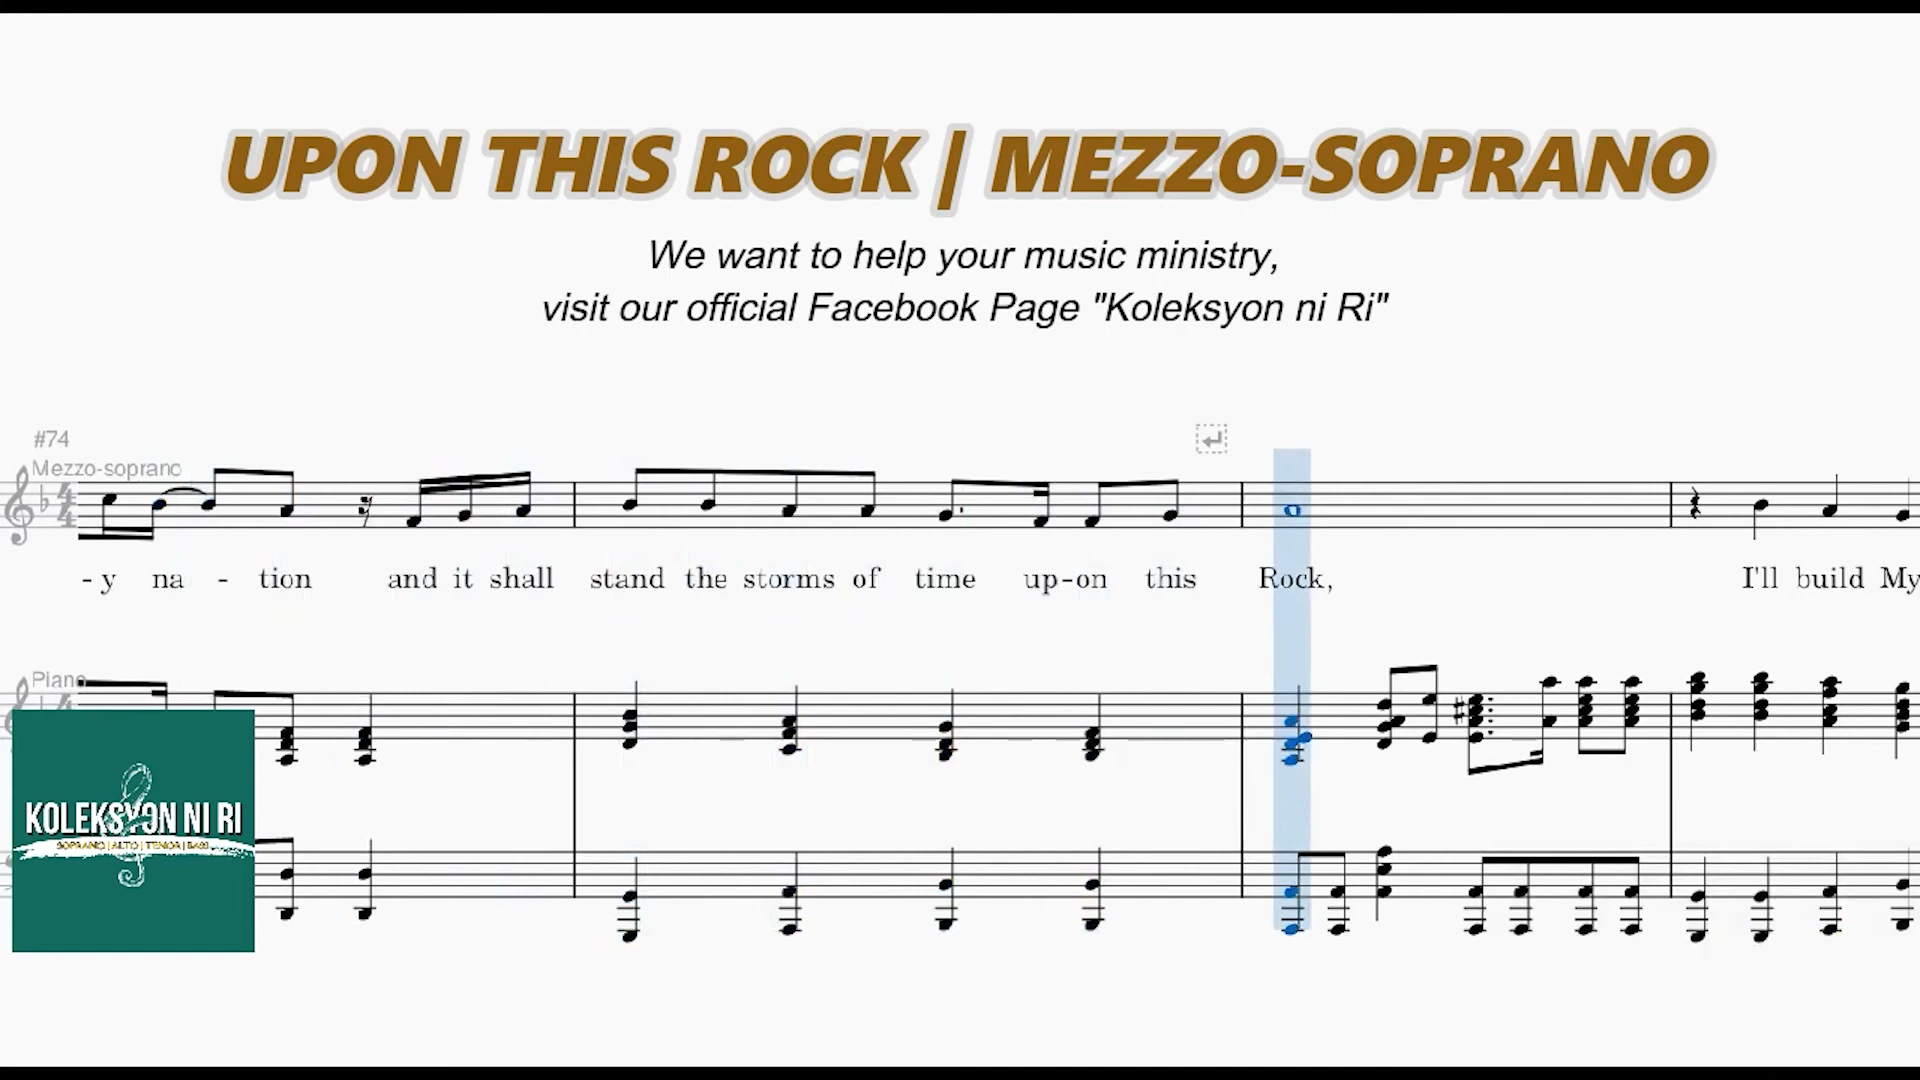 UPON THIS ROCK | MEZZO-SOPRANO
We want to help your music ministry,
visit our official Facebook Page "Koleksyon ni Ri"
#74
Mezzo-soprano
-y na - tion and it shall stand the storms of time up-on this Rock, I'll build My
Piano
KOLEKSYON NI RI
SOPRANO | ALTO | TENOR | BASS